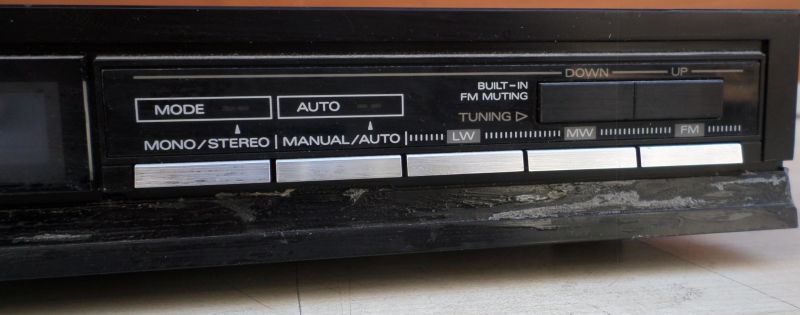 DOWN UP
BUILT-IN
FM MUTING
TUNING
MODE AUTO
MONO/STEREO MANUAL/AUTO LW MW FM